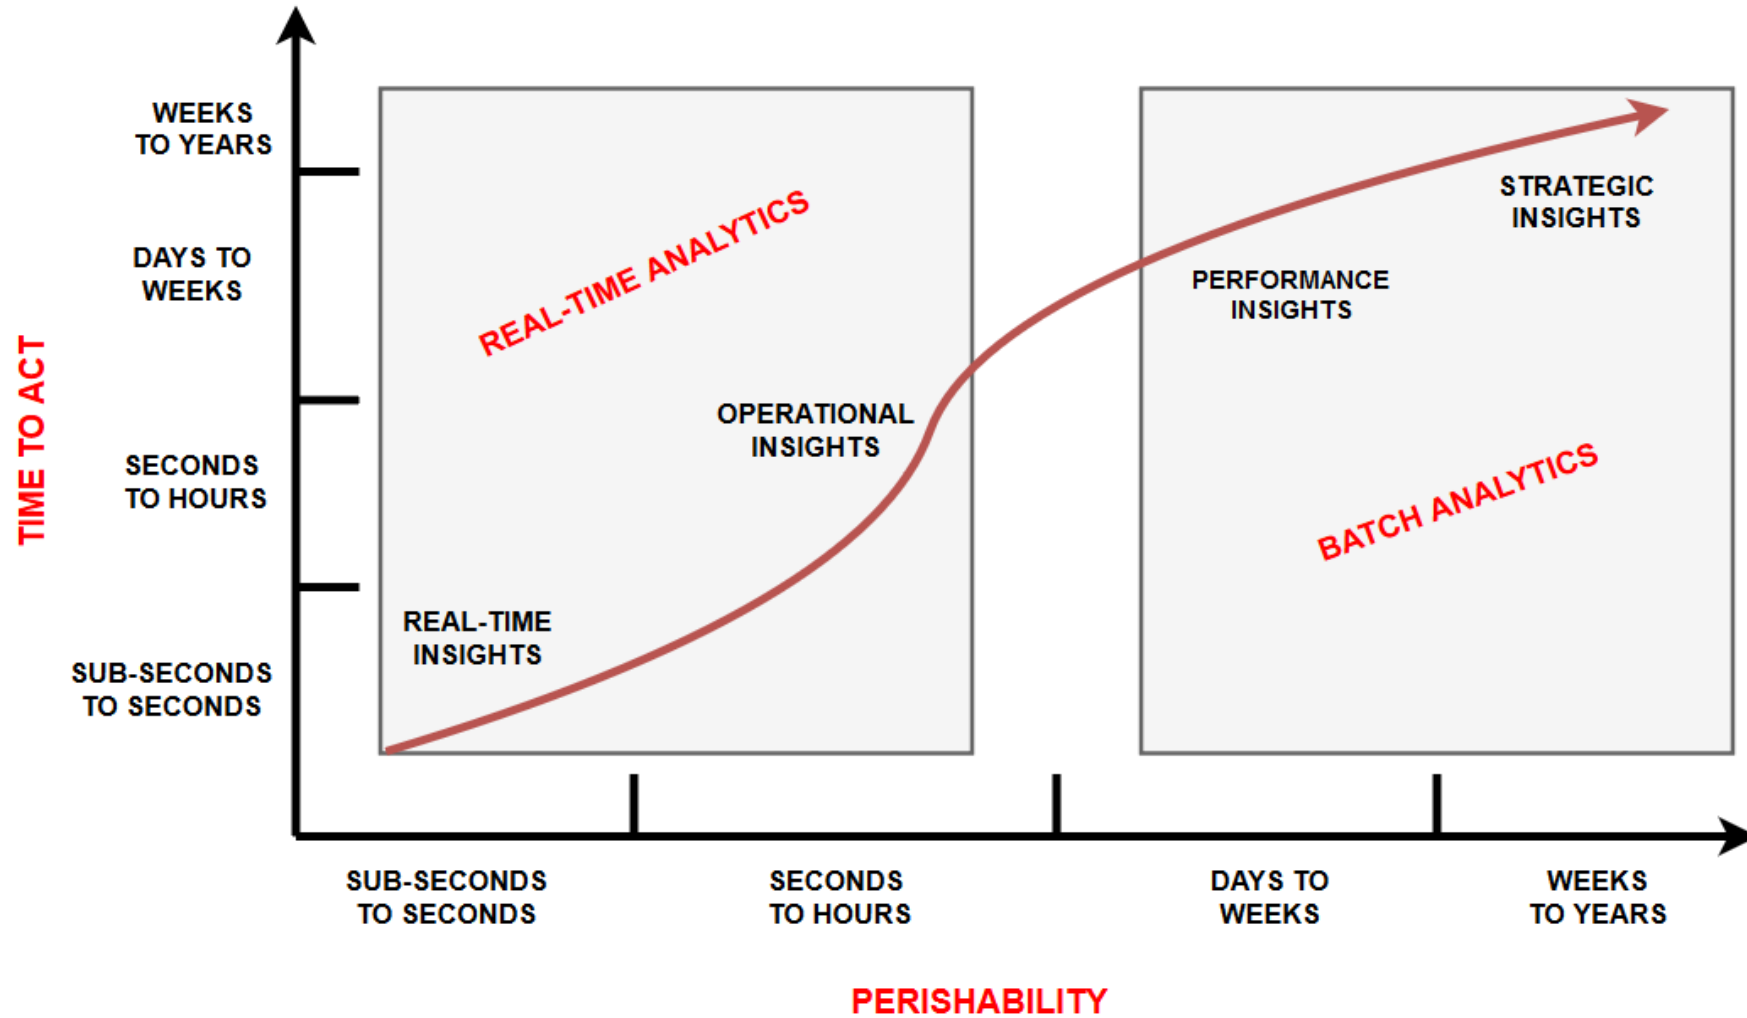 WEEKS
TO YEARS
DAYS TO
WEEKS
SECONDS
TO HOURS
SUB-SECONDS
TO SECONDS
TIME TO ACT
REAL-TIME ANALYTICS
OPERATIONAL
INSIGHTS
REAL-TIME
INSIGHTS
STRATEGIC
INSIGHTS
PERFORMANCE
INSIGHTS
BATCH ANALYTICS
SUB-SECONDS
TO SECONDS
SECONDS
TO HOURS
DAYS TO
WEEKS
WEEKS
TO YEARS
PERISHABILITY